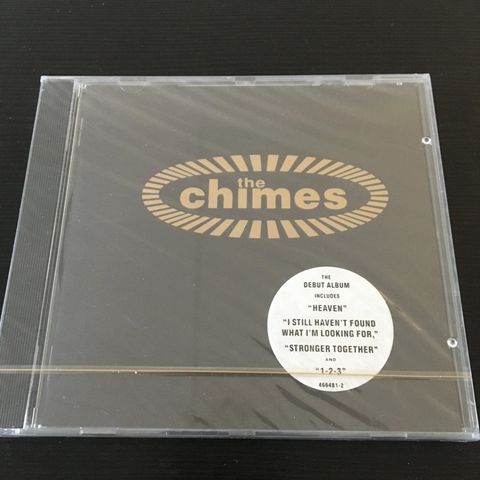 the
chimes
THE
DEBUT ALBUM
INCLUDES
"HEAVEN"
"I STILL HAVEN'T FOUND
WHAT I'M LOOKING FOR,"
"STRONGER TOGETHER"
AND
"1-2-3"
466481-2